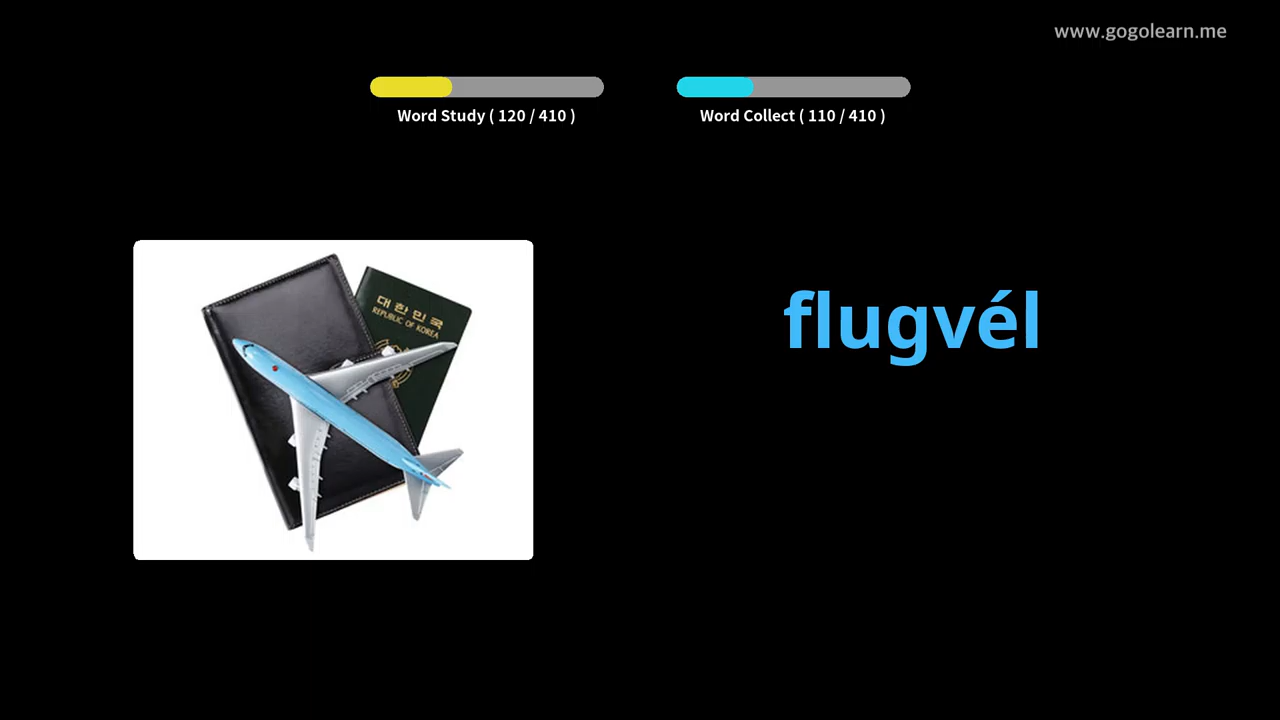 www.gogolearn.me
Word Study ( 120 / 410 )
Word Collect ( 110 / 410 )
대한민국
REPUBLIC OF KOREA
flugvél